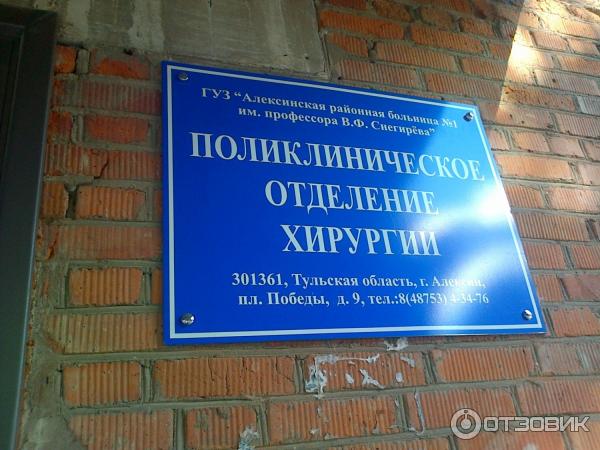 ГУЗ "Алексинская районная больница №1
им. профессора В.Ф. Снегирёва"
ПОЛИКЛИНИЧЕСКОЕ
ОТДЕЛЕНИЕ
ХИРУРГИИ
301361, Тульская область, г. Алексин,
пл. Победы, д. 9, тел.:8(48753) 4-34-76
ОТЗОВИК